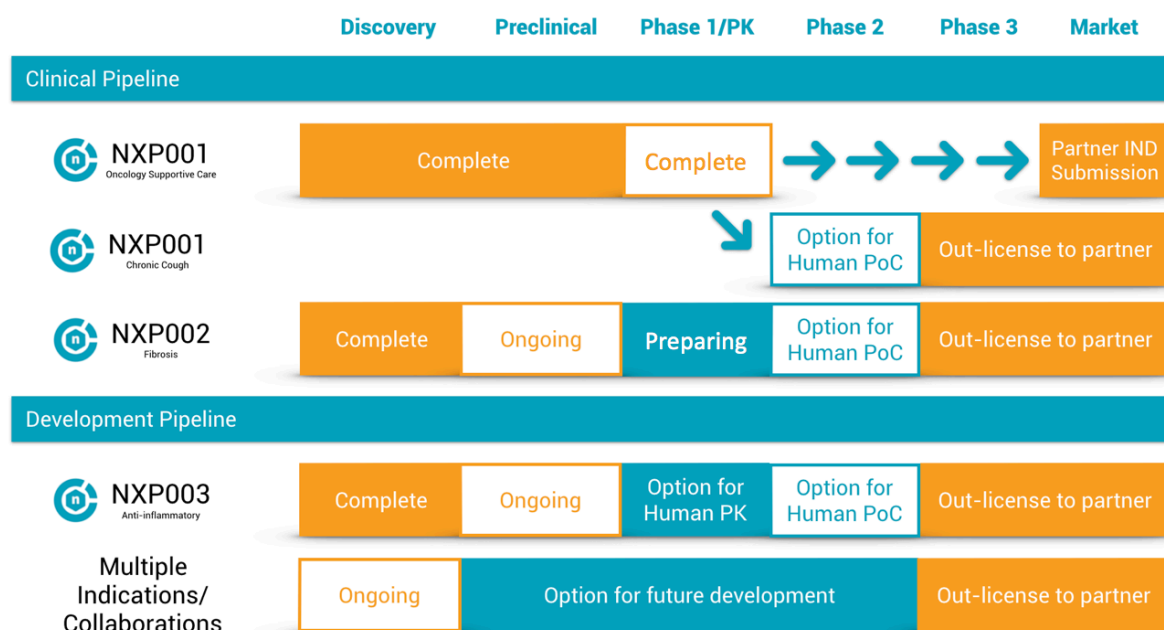 Discovery Preclinical Phase 1/PK Phase 2 Phase 3 Market
Clinical Pipeline
n
NXP001
Oncology Supportive Care
Complete
Complete
Partner IND
Submission
n
NXP001
Chronic Cough
Option for
Human PoC
Out-license to partner
n
NXP002
Fibrosis
Complete
Ongoing
Preparing
Option for
Human PoC
Out-license to partner
Development Pipeline
n
NXP003
Anti-inflammatory
Complete
Ongoing
Option for
Human PK
Option for
Human PoC
Out-license to partner
Multiple
Indications/
Collaborations
Ongoing
Option for future development
Out-license to partner